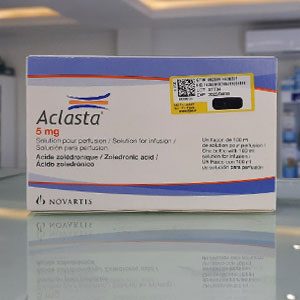 Aclasta
5 mg
Solution pour perfusion / Solution for infusion /
Solución para perfusión
Acide zolédronique / Zoledronic acid /
Ácido zoledrónico
NOVARTIS
Un flacon de 100 ml
de solution pour perfusion /
One bottle with 100 ml
solution for infusion /
Un frasco con 100 ml
de solución para perfusión